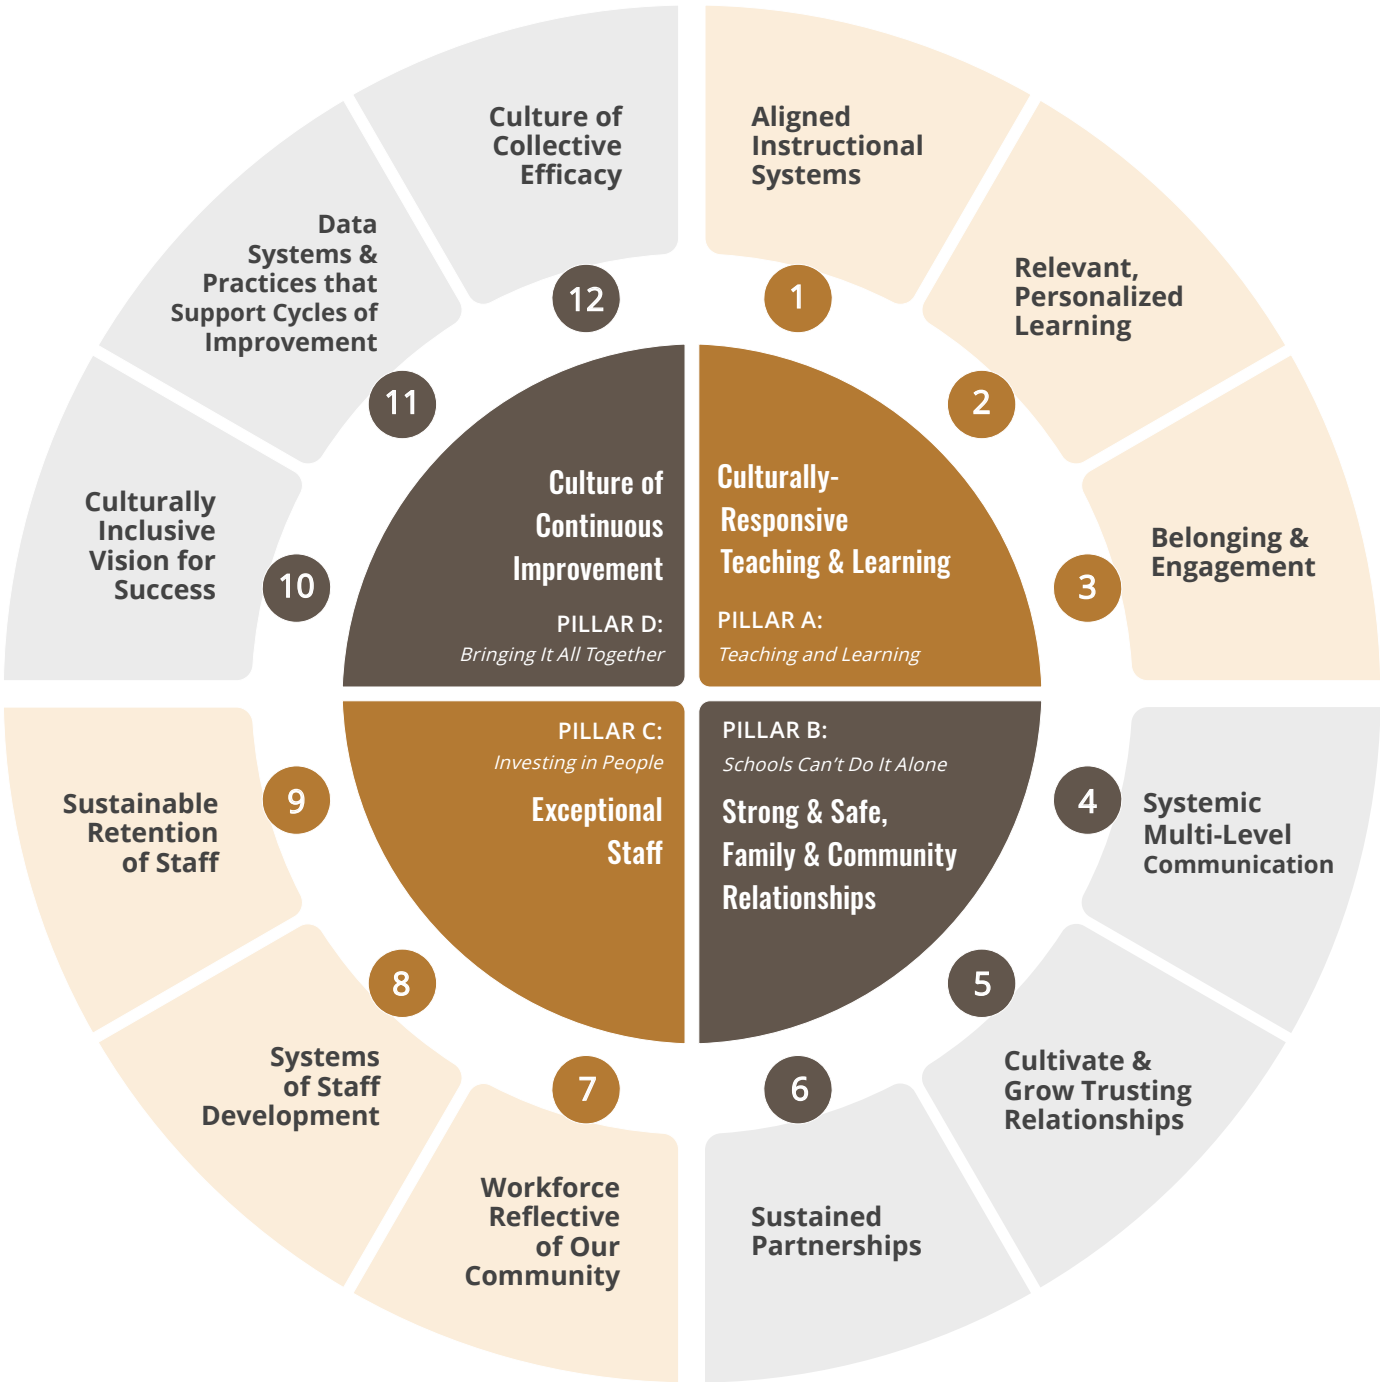 Culture of
Collective
Efficacy
12
Aligned
Instructional
Systems
1
Relevant,
Personalized
Learning
2
Belonging &
Engagement
3
Systemic
Multi-Level
Communication
4
Cultivate &
Grow Trusting
Relationships
5
Sustained
Partnerships
6
Workforce
Reflective
of Our
Community
7
Systems
of Staff
Development
8
Sustainable
Retention
of Staff
9
Culturally
Inclusive
Vision for
Success
10
Data
Systems &
Practices that
Support Cycles of
Improvement
11
Culture of
Continuous
Improvement
PILLAR D:
Bringing It All Together
Culturally-
Responsive
Teaching & Learning
PILLAR A:
Teaching and Learning
PILLAR C:
Investing in People
Exceptional
Staff
PILLAR B:
Schools Can’t Do It Alone
Strong & Safe,
Family & Community
Relationships